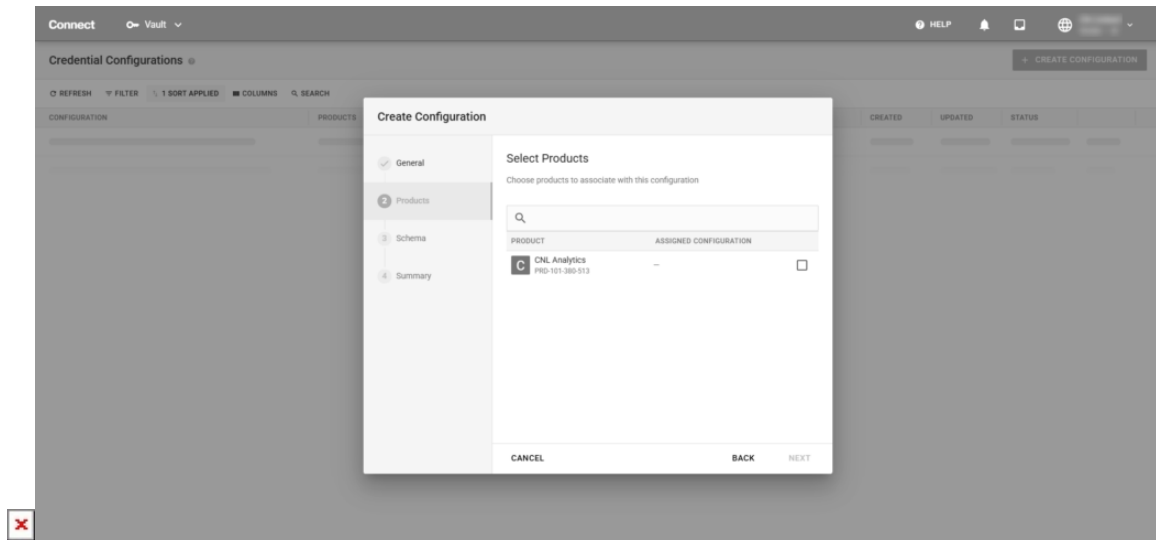 Connect Vault HELP
Credential Configurations + CREATE CONFIGURATION
REFRESH FILTER 1 SORT APPLIED COLUMNS SEARCH
CONFIGURATION PRODUCTS CREATED UPDATED STATUS
Create Configuration
General
2 Products
3 Schema
4 Summary
Select Products
Choose products to associate with this configuration
PRODUCT ASSIGNED CONFIGURATION
C CNL Analytics –
PRD-101-380-513
CANCEL BACK NEXT